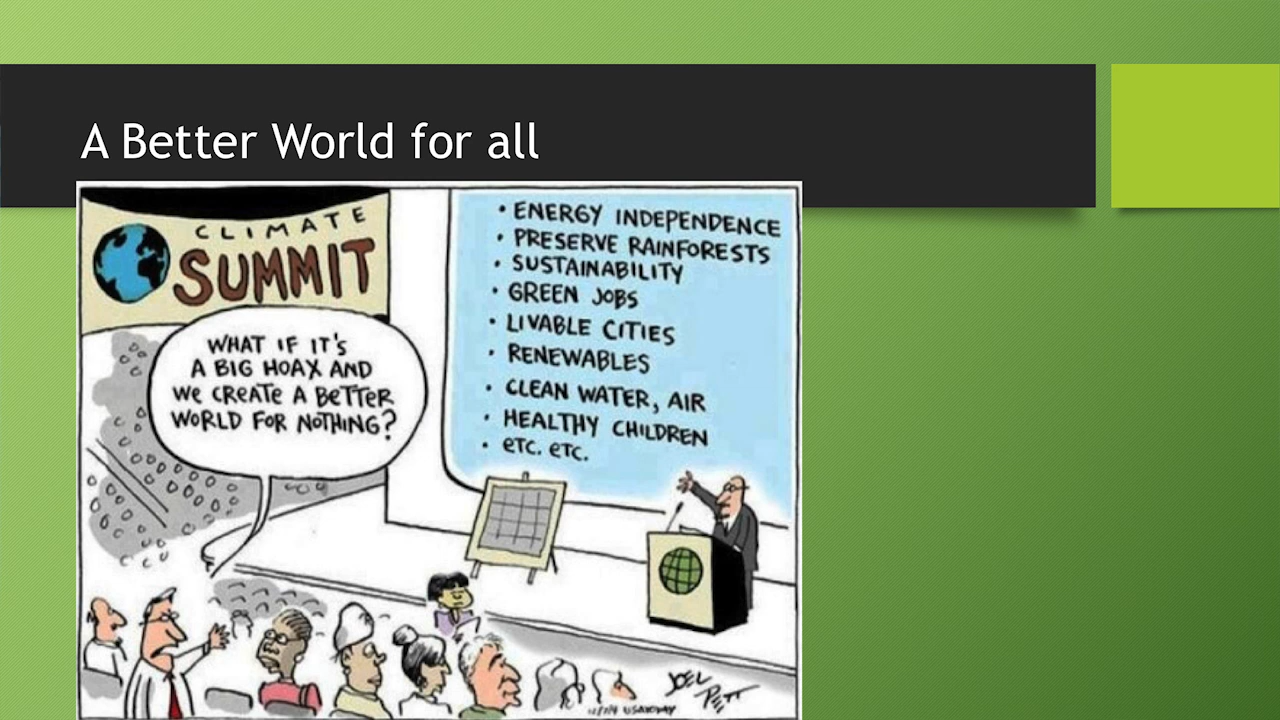 A Better World for all
CLIMATE
SUMMIT
WHAT IF IT'S
A BIG HOAX AND
WE CREATE A BETTER
WORLD FOR NOTHING?
• ENERGY INDEPENDENCE
• PRESERVE RAINFORESTS
• SUSTAINABILITY
• GREEN JOBS
• LIVABLE CITIES
• RENEWABLES
• CLEAN WATER, AIR
• HEALTHY CHILDREN
• ETC. ETC.
JOEL
PETT
USA TODAY